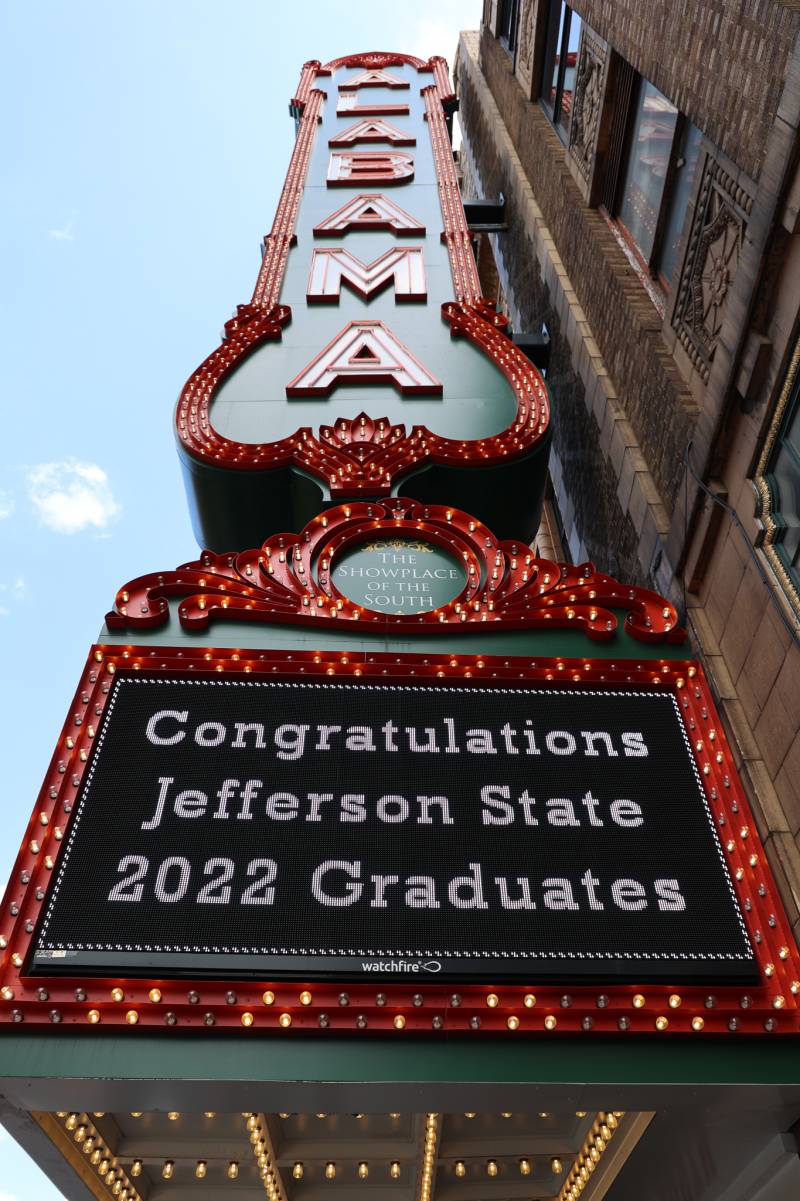 ALABAMA
THE
SHOWPLACE
OF THE
SOUTH
Congratulations
Jefferson State
2022 Graduates
watchfire